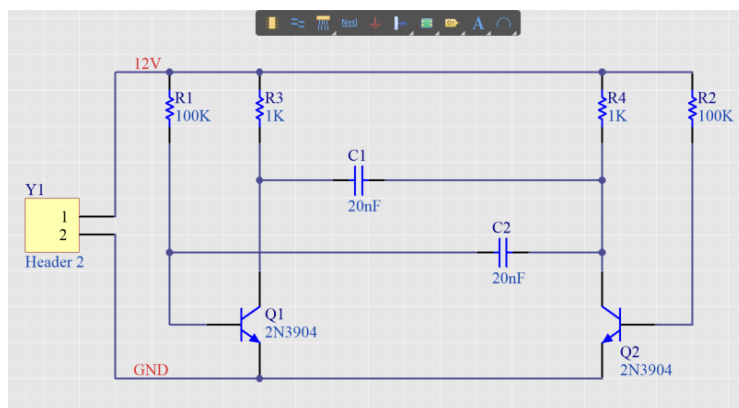 Net
D1
A
12V
R1
100K
R3
1K
R4
1K
R2
100K
C1
20nF
Y1
1
2
Header 2
C2
20nF
Q1
2N3904
Q2
2N3904
GND